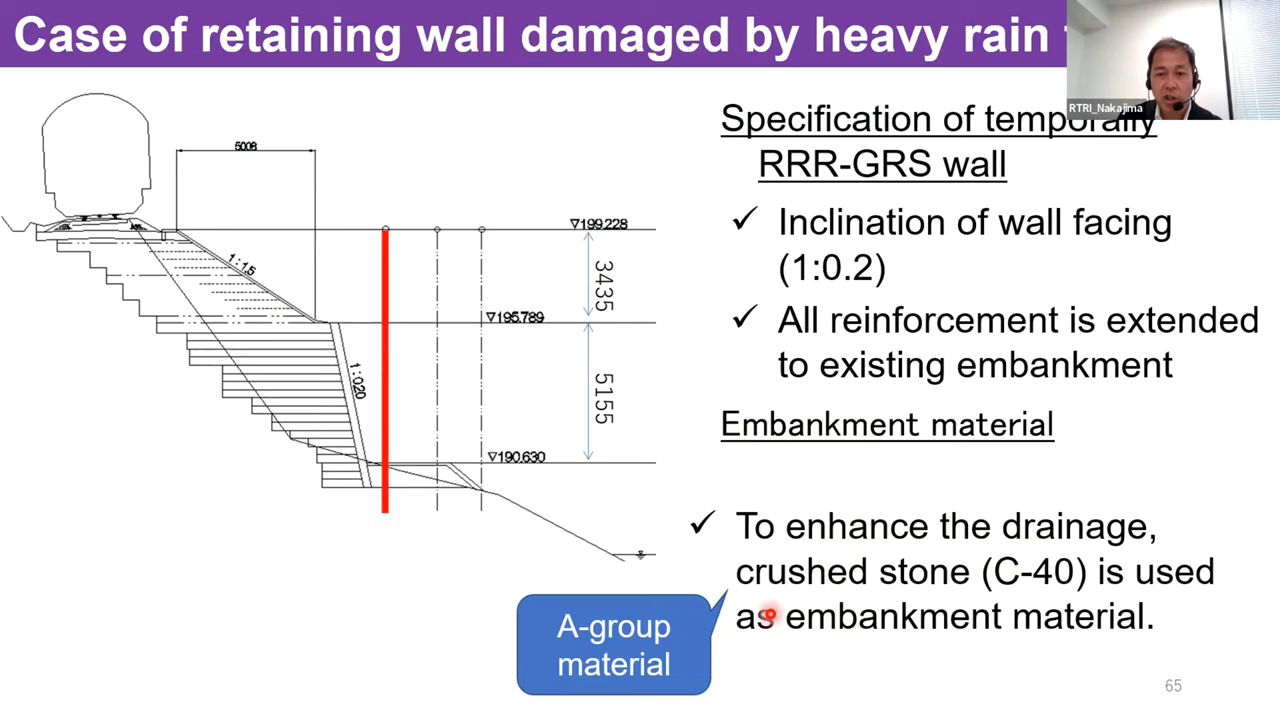 Case of retaining wall damaged by heavy rain
RTRI_Nakajima
Specification of temporally
RRR-GRS wall
✓ Inclination of wall facing
(1:0.2)
✓ All reinforcement is extended
to existing embankment
Embankment material
✓ To enhance the drainage,
crushed stone (C-40) is used
as embankment material.
A-group
material
5008
1:1.5
1:020
▽199.228
3435
▽195.789
5155
▽190.630
65